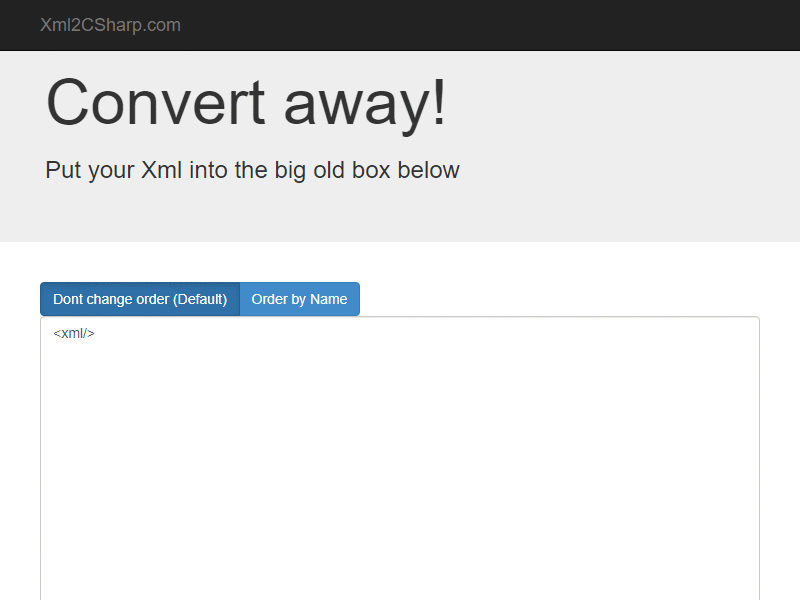 Xml2CSharp.com
Convert away!
Put your Xml into the big old box below
Dont change order (Default) Order by Name
<xml/>